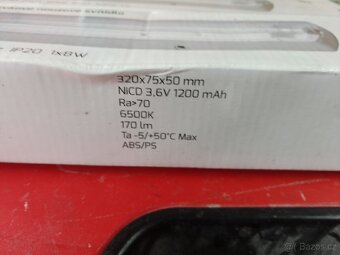 IP20 1x8W
320x75x50 mm
NiCD 3,6V 1200 mAh
Ra>70
6500K
170 lm
Ta -5/+50°C Max
ABS/PS
Bazoš.cz